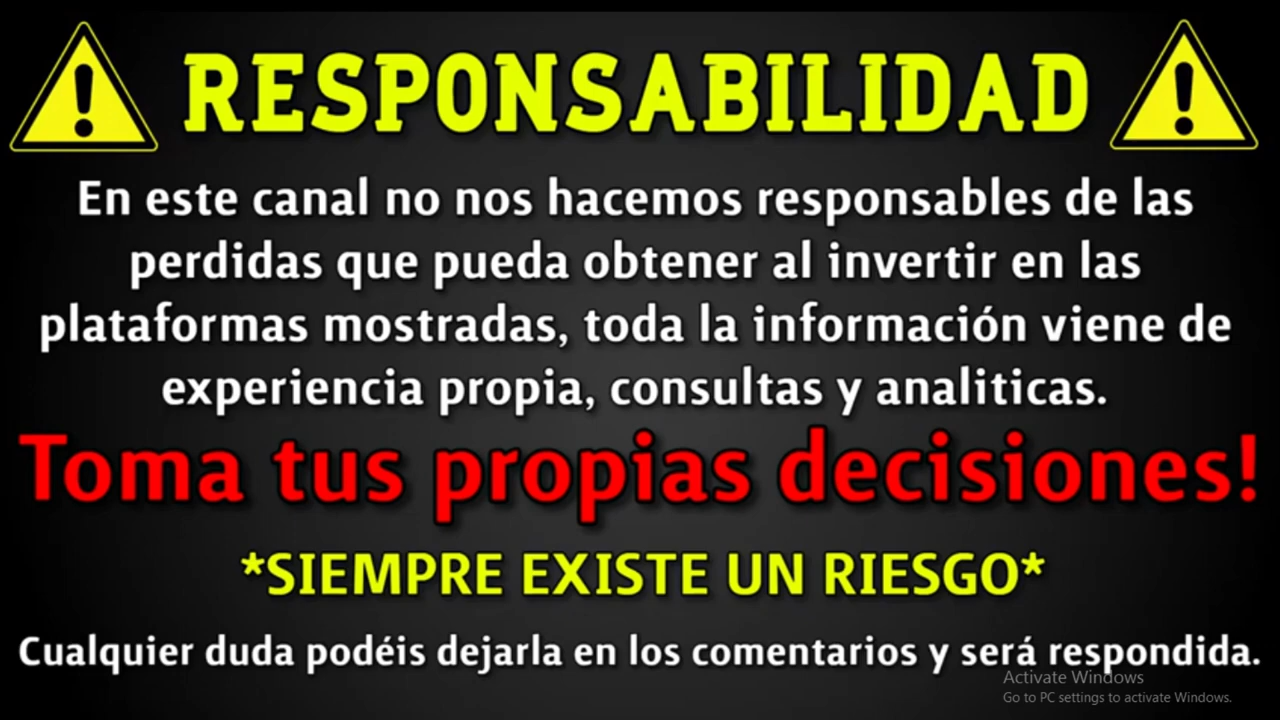 RESPONSABILIDAD
En este canal no nos hacemos responsables de las
perdidas que pueda obtener al invertir en las
plataformas mostradas, toda la información viene de
experiencia propia, consultas y analiticas.
Toma tus propias decisiones!
*SIEMPRE EXISTE UN RIESGO*
Cualquier duda podéis dejarla en los comentarios y será respondida.
Activate Windows
Go to PC settings to activate Windows.